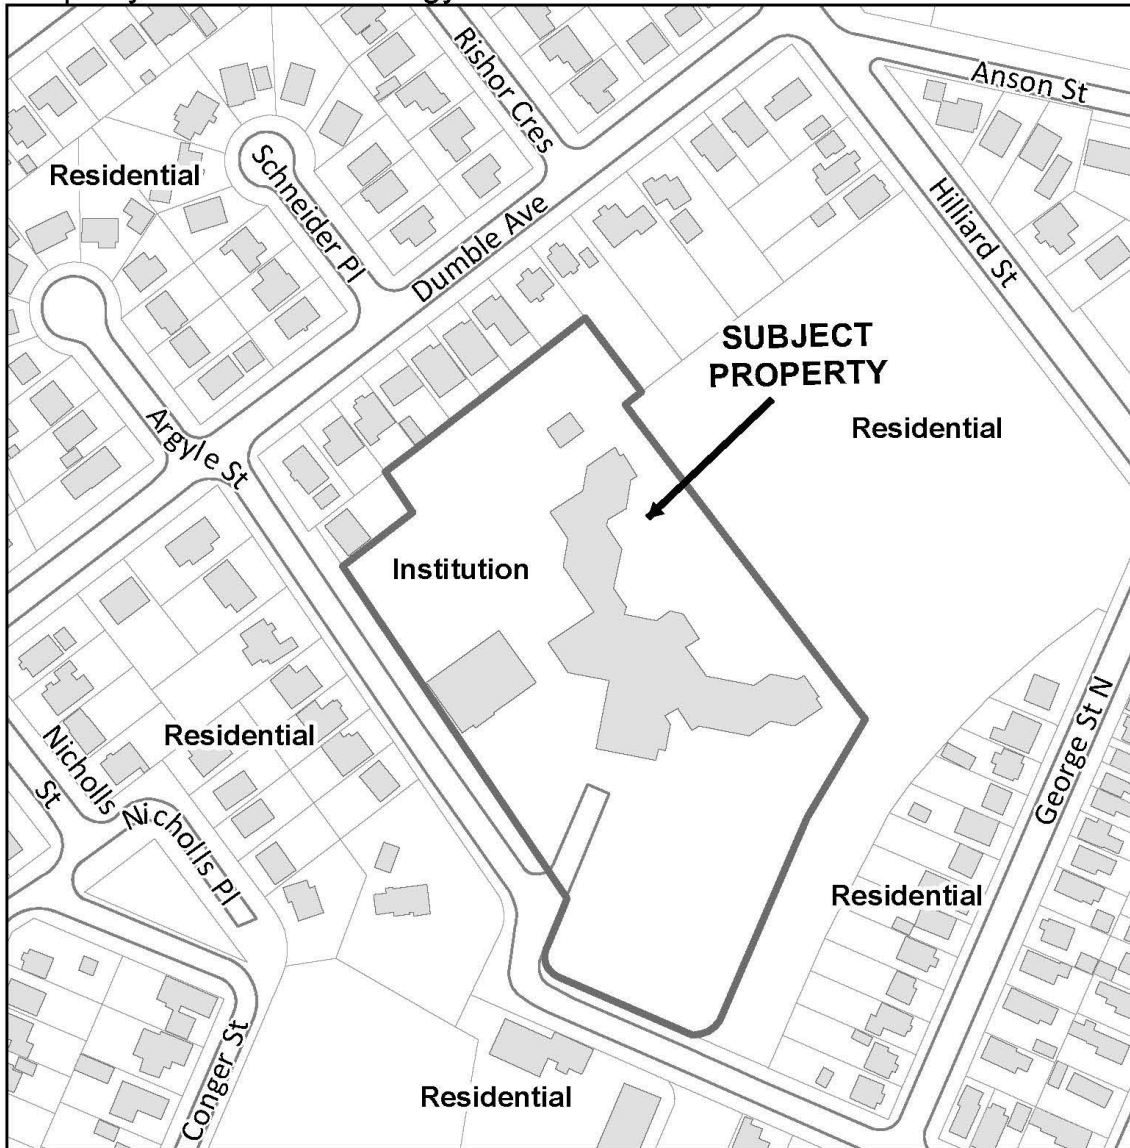 Rishor Cres
Anson St
Residential
Schneider Pl
Hilliard St
Dumble Ave
SUBJECT
PROPERTY
Residential
Argyle St
Institution
Residential
George St N
Nicholls
St
Nicholls Pl
Residential
Conger St
Residential